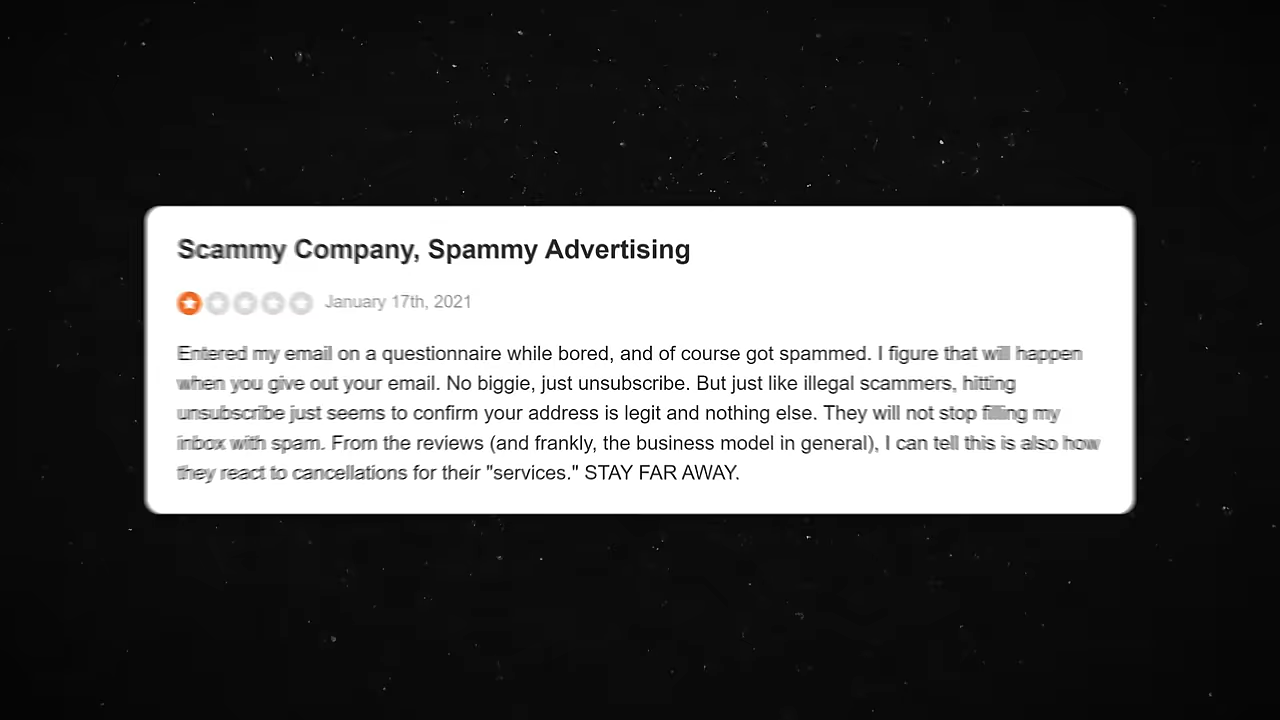 Scammy Company, Spammy Advertising
January 17th, 2021
Entered my email on a questionnaire while bored, and of course got spammed. I figure that will happen
when you give out your email. No biggie, just unsubscribe. But just like illegal scammers, hitting
unsubscribe just seems to confirm your address is legit and nothing else. They will not stop filling my
inbox with spam. From the reviews (and frankly, the business model in general), I can tell this is also how
they react to cancellations for their "services." STAY FAR AWAY.